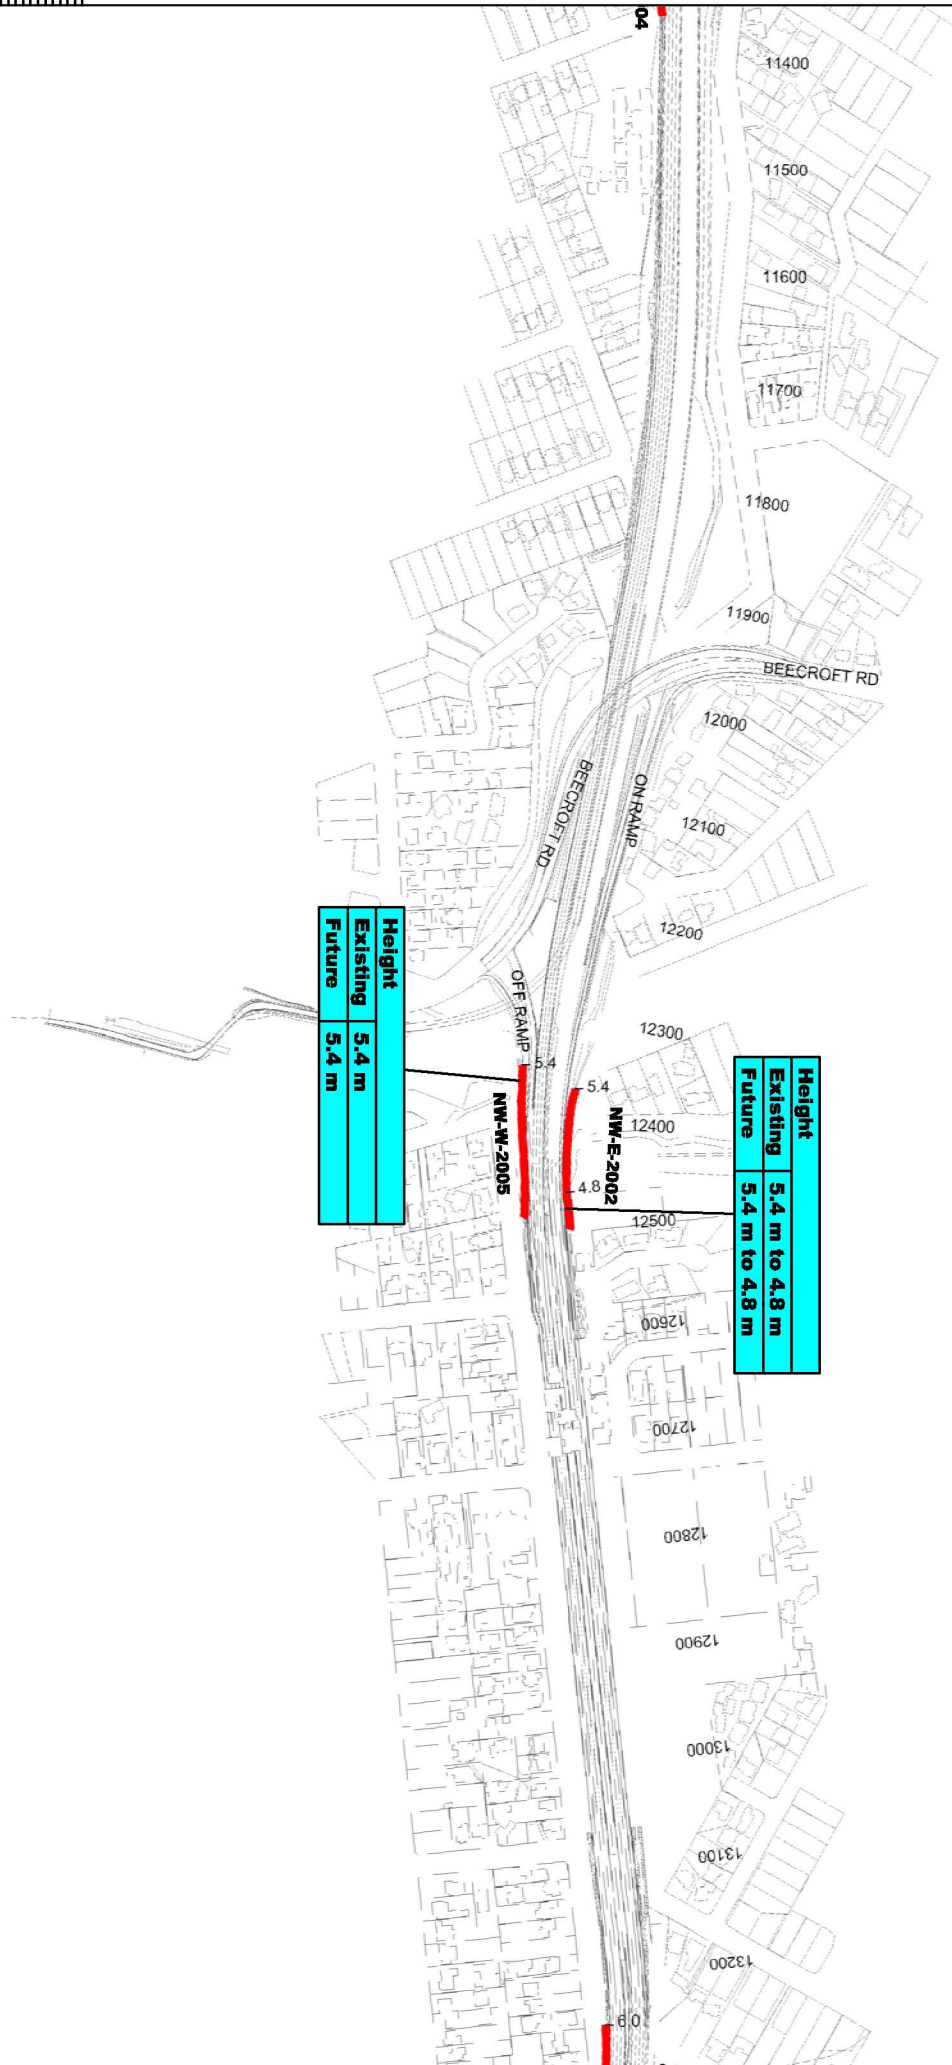 04
11400
11500
11600
11700
11800
11900
BEECROFT RD
12000
BEECROFT RD
ON RAMP
12100
12200
OFF RAMP
12300
5.4
5.4
Height
Existing 5.4 m
Future 5.4 m
NW-W-2005
NW-E-2002
12400
4.8
12500
Height
Existing 5.4 m to 4.8 m
Future 5.4 m to 4.8 m
12600
12700
12800
12900
13000
13100
13200
6.0